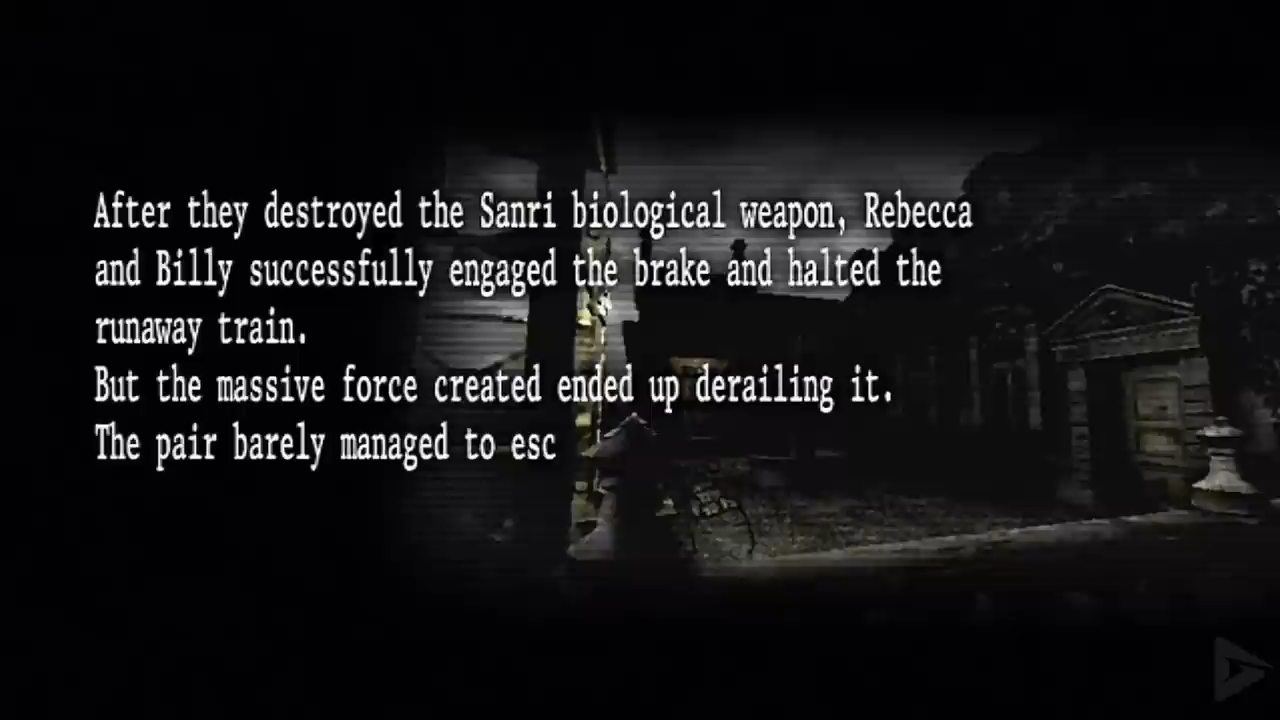 After they destroyed the Sanri biological weapon, Rebecca
and Billy successfully engaged the brake and halted the
runaway train.
But the massive force created ended up derailing it.
The pair barely managed to esc